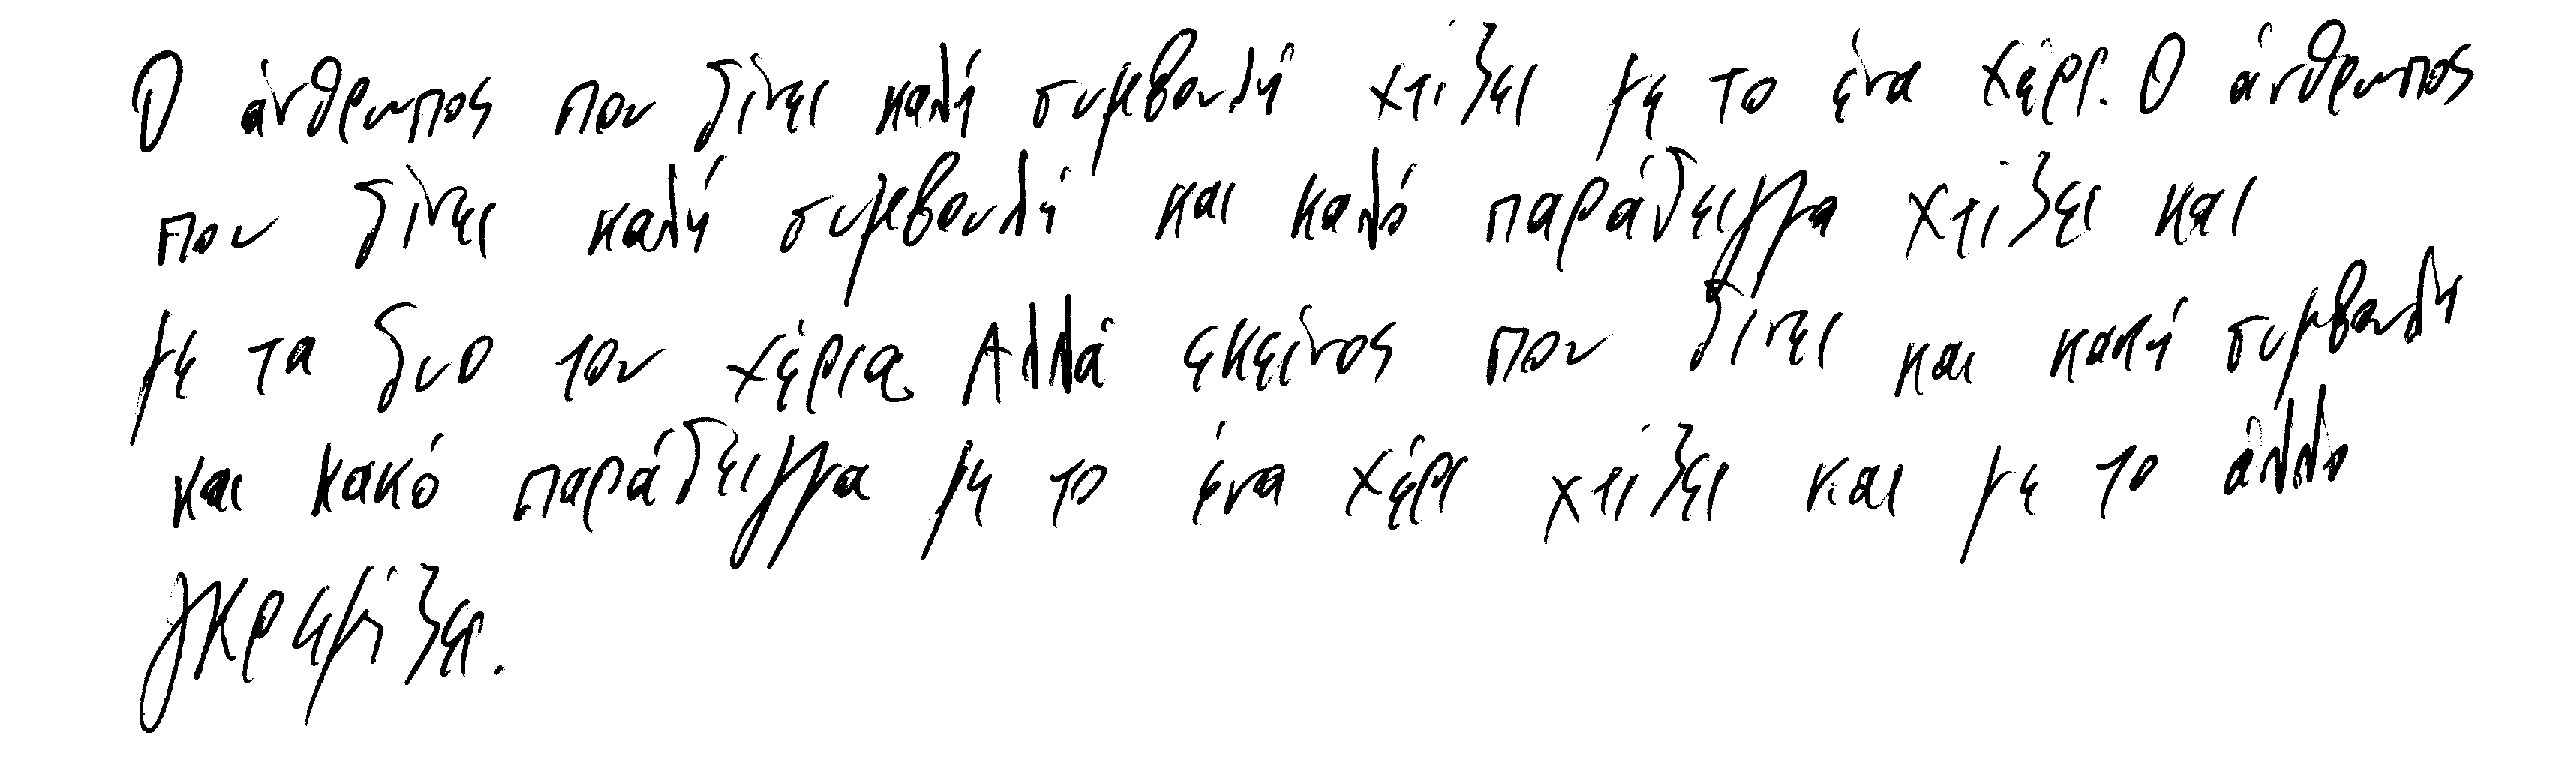 Ο άνθρωπος που δίνει καλή συμβουλή χτίζει με το ένα χέρι. Ο άνθρωπος
που δίνει καλή συμβουλή και καλό παράδειγμα χτίζει και
με τα δυο του χέρια Αλλά εκείνος που δίνει και κακή συμβουλή
και κακό παράδειγμα με το ένα χέρι χτίζει και με το άλλο
γκρεμίζει.